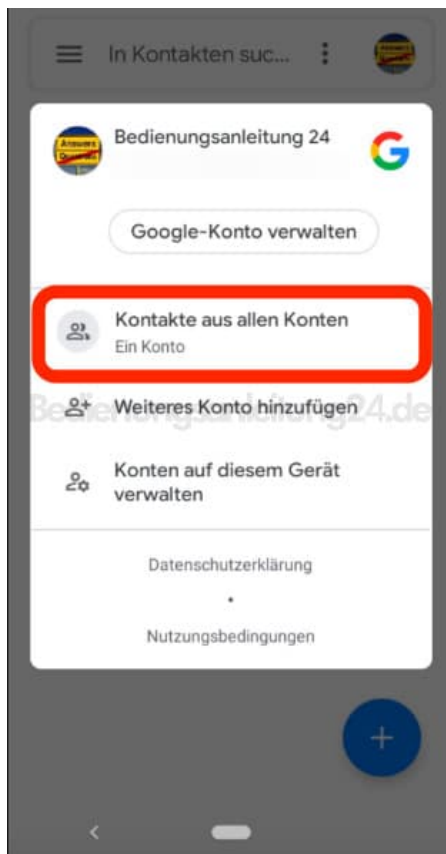 In Kontakten suc...
Bedienungsanleitung 24
Google-Konto verwalten
Kontakte aus allen Konten
Ein Konto
Bedienungsanleitung24.de
Weiteres Konto hinzufügen
Konten auf diesem Gerät
verwalten
Datenschutzerklärung
•
Nutzungsbedingungen